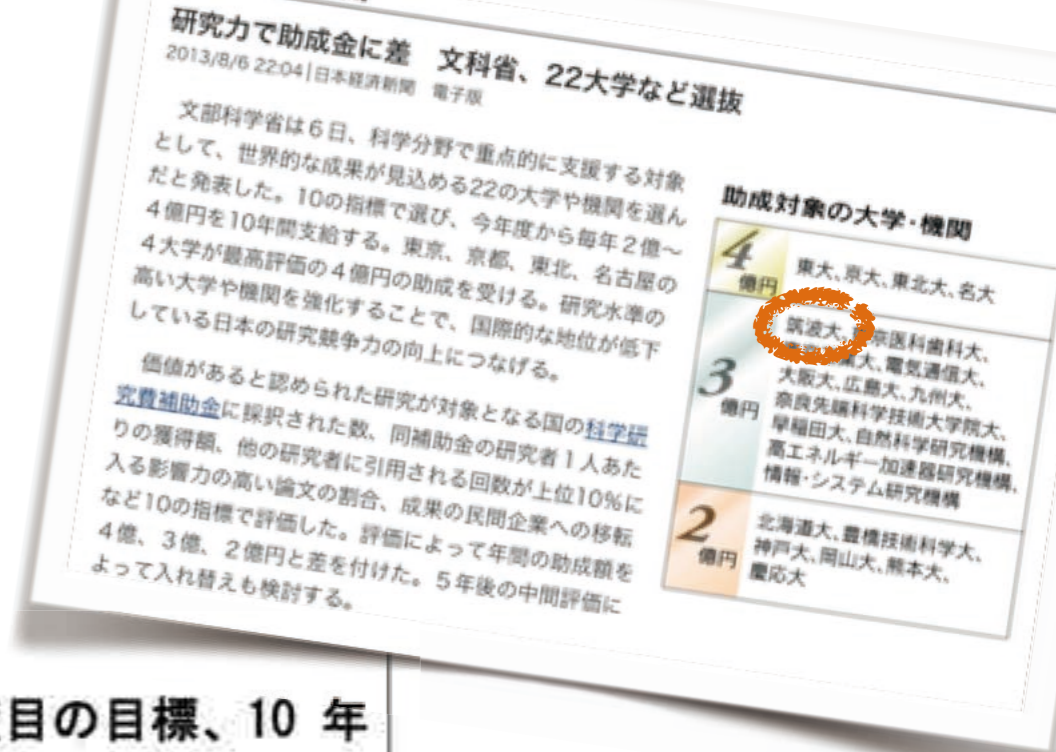 研究力で助成金に差　文科省、22大学など選抜
2013/8/6 22:04|日本経済新聞　電子版
文部科学省は６日、科学分野で重点的に支援する対象
として、世界的な成果が見込める22の大学や機関を選ん
だと発表した。10の指標で選び、今年度から毎年２億～
４億円を10年間支給する。東京、京都、東北、名古屋の
４大学が最高評価の４億円の助成を受ける。研究水準の
高い大学や機関を強化することで、国際的な地位が低下
している日本の研究競争力の向上につなげる。
価値があると認められた研究が対象となる国の科学研
究費補助金に採択された数、同補助金の研究者１人あた
りの獲得額、他の研究者に引用される回数が上位10%に
入る影響力の高い論文の割合、成果の民間企業への移転
など10の指標で評価した。評価によって年間の助成額を
４億、３億、２億円と差を付けた。５年後の中間評価に
よって入れ替えも検討する。
助成対象の大学・機関
4億円
東大、京大、東北大、名大
3億円
筑波大、京医科歯科大、
大、電気通信大、
大阪大、広島大、九州大、
奈良先端科学技術大学院大、
早稲田大、自然科学研究機構、
高エネルギー加速器研究機構、
情報・システム研究機構
2億円
北海道大、豊橋技術科学大、
神戸大、岡山大、熊本大、
慶応大
目の目標、10 年